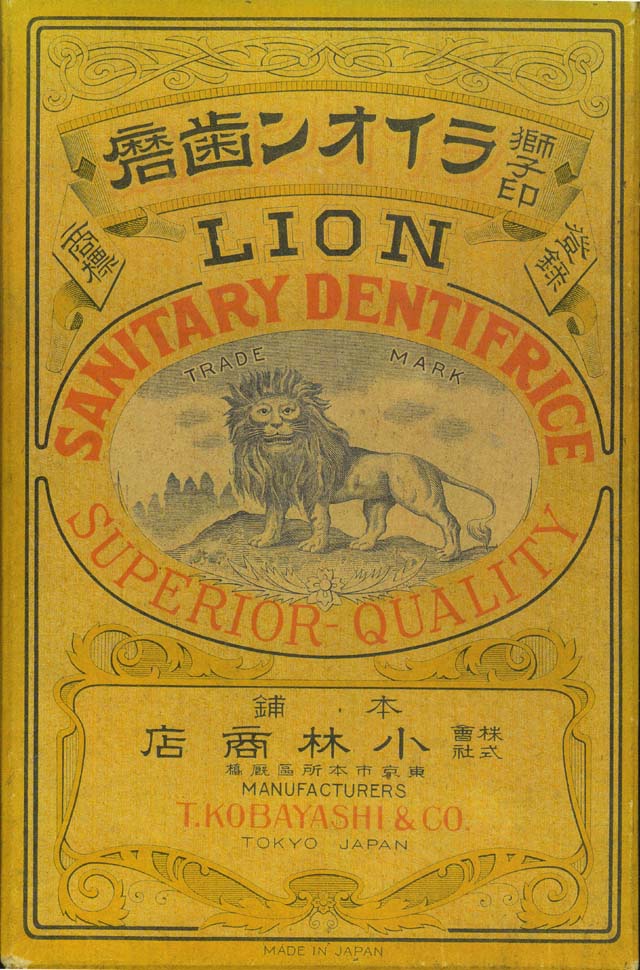 獅子印
ライオン歯磨
登錄
商標
LION
SANITARY DENTIFRICE
TRADE MARK
SUPERIOR-QUALITY
本鋪
株式會社
小林商店
東京市本所區厩橋
MANUFACTURERS
T.KOBAYASHI & CO.
TOKYO JAPAN
MADE IN JAPAN